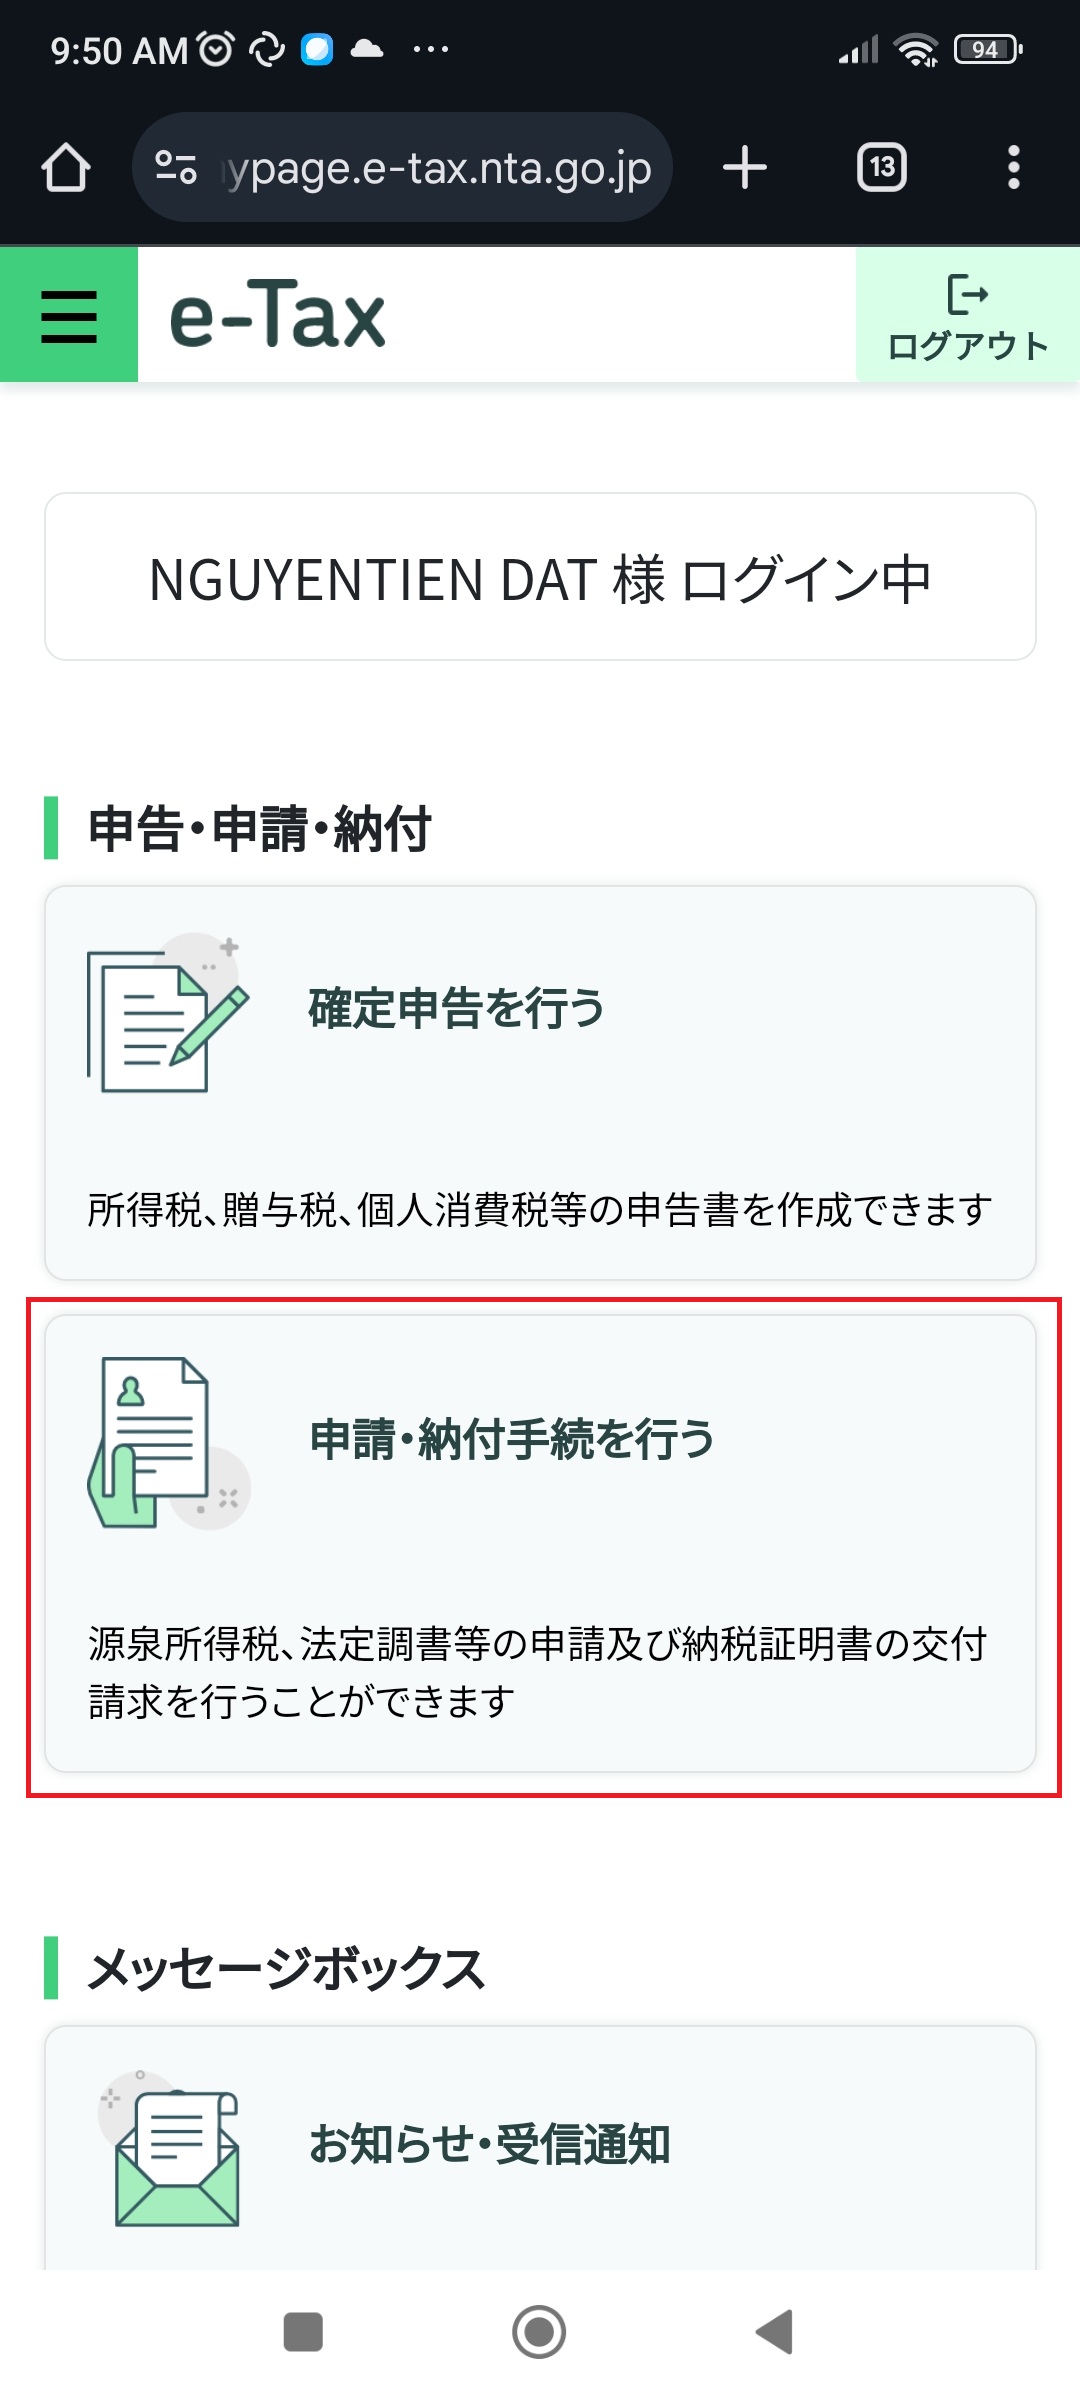 9:50 AM
94
ypage.e-tax.nta.go.jp
13
e-Tax
ログアウト
NGUYENTIEN DAT 様 ログイン中
申告・申請・納付
確定申告を行う
所得税、贈与税、個人消費税等の申告書を作成できます
申請・納付手続を行う
源泉所得税、法定調書等の申請及び納税証明書の交付
請求を行うことができます
メッセージボックス
お知らせ・受信通知